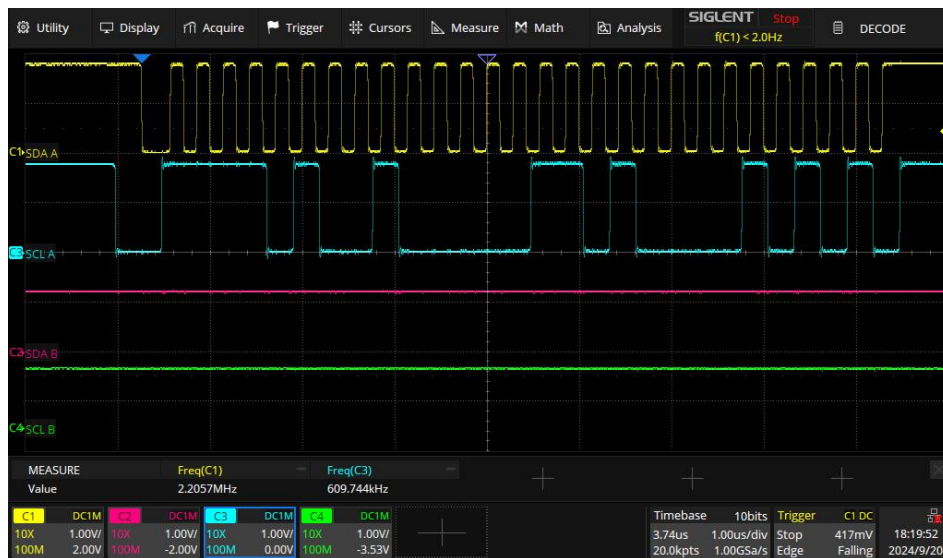 Utility Display Acquire Trigger Cursors Measure Math Analysis SIGLENT Stop f(C1) < 2.0Hz DECODE
C1 SDA A
C3 SCL A
C2 SDA B
C4 SCL B
MEASURE Freq(C1) Freq(C3)
Value 2.2057MHz 609.744kHz
C1 DC1M C2 DC1M C3 DC1M C4 DC1M Timebase 10bits Trigger C1 DC
10X 1.00V/ 10X 1.00V/ 10X 1.00V/ 10X 1.00V/ 3.74us 1.00us/div Stop 417mV 18:19:52
100M 2.00V 100M -2.00V 100M 0.00V 100M -3.53V 20.0kpts 1.00GSa/s Edge Falling 2024/9/20